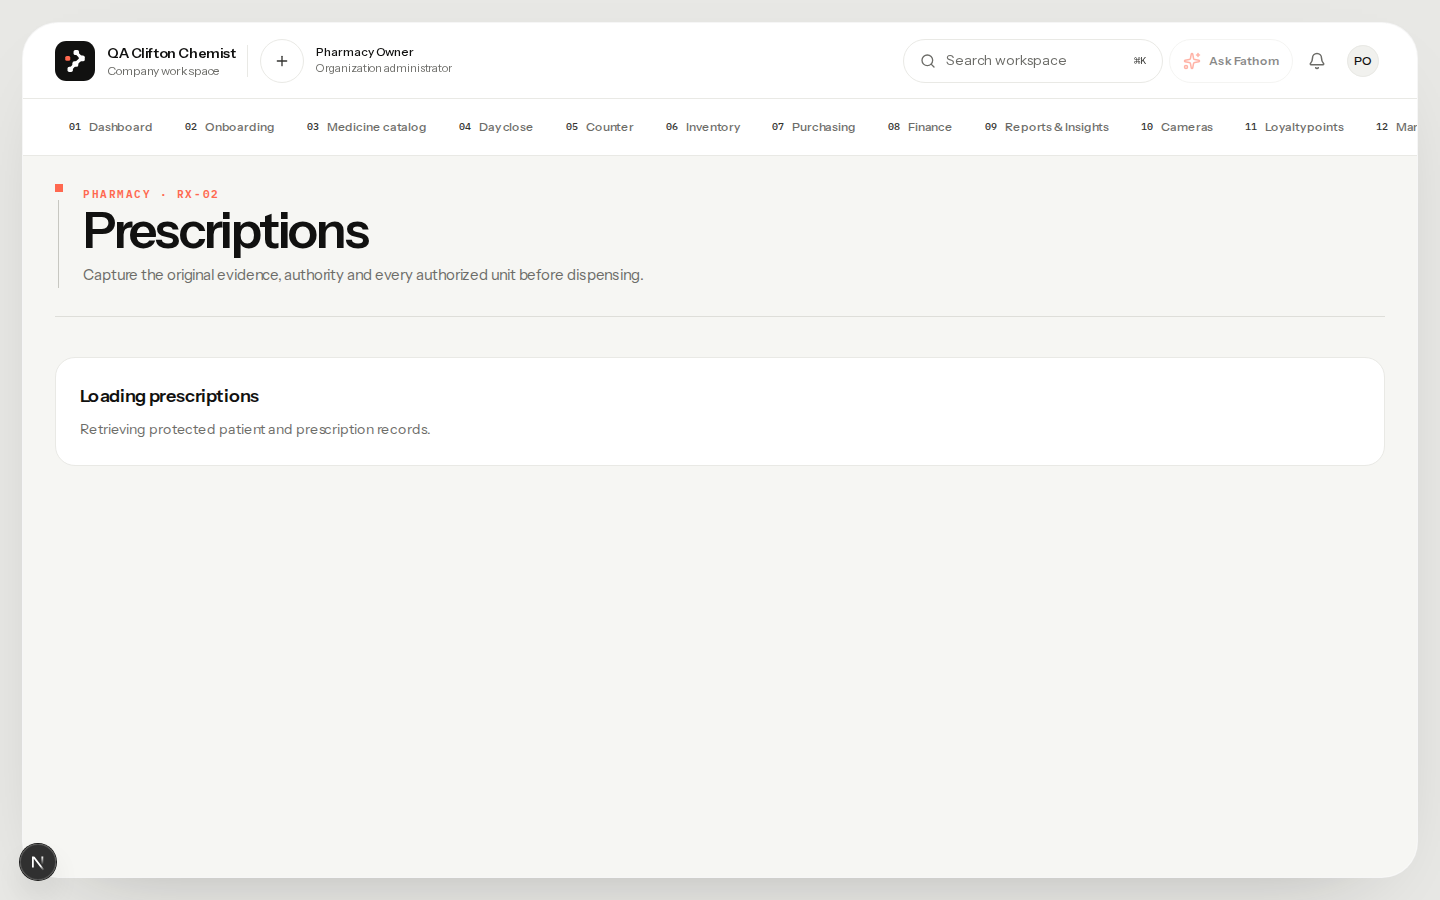 QA Clifton Chemist
Company workspace
+
Pharmacy Owner
Organization administrator
Search workspace ⌘K
Ask Fathom
PO
01 Dashboard 02 Onboarding 03 Medicine catalog 04 Day close 05 Counter 06 Inventory 07 Purchasing 08 Finance 09 Reports & Insights 10 Cameras 11 Loyalty points 12 Mar
PHARMACY · RX-02
Prescriptions
Capture the original evidence, authority and every authorized unit before dispensing.
Loading prescriptions
Retrieving protected patient and prescription records.
N